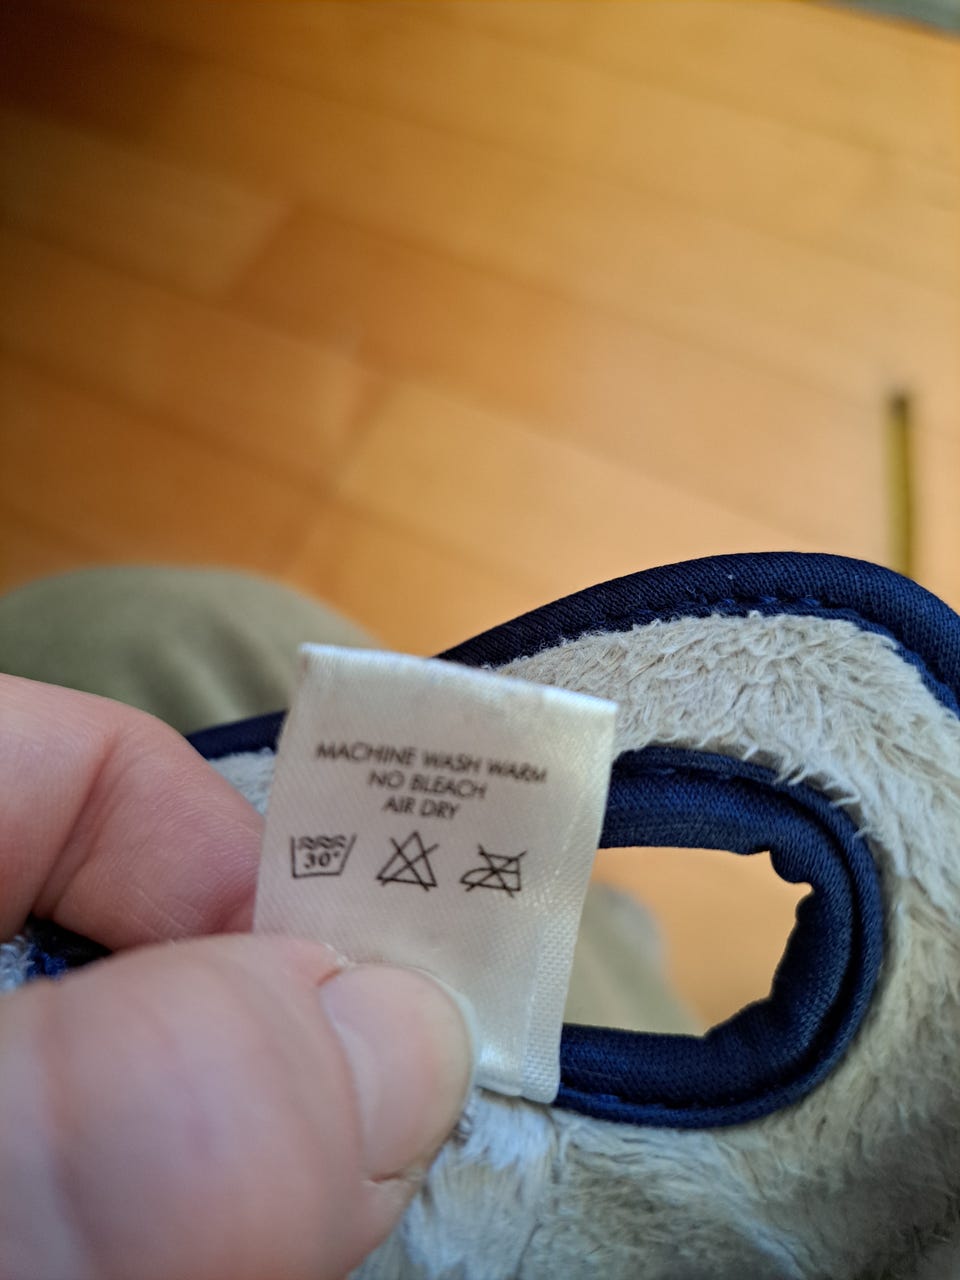 MACHINE WASH WARM
NO BLEACH
AIR DRY
30°